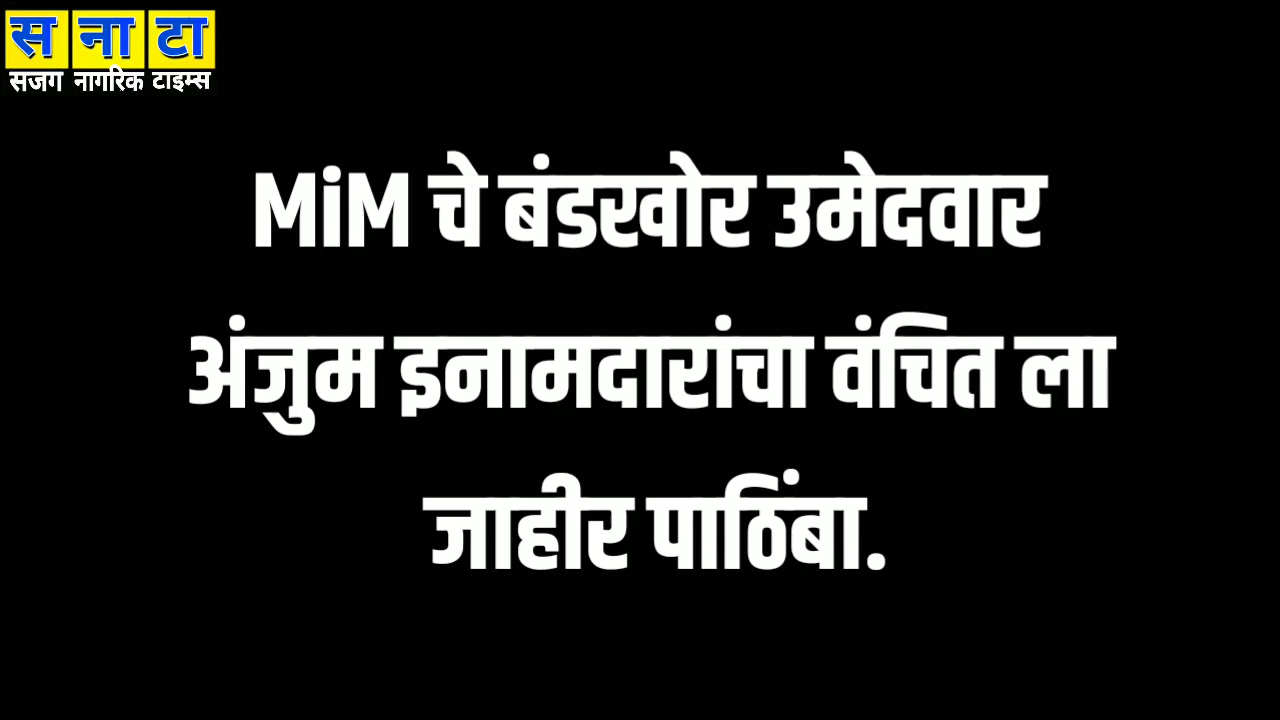 स ना टा
सजग नागरिक टाइम्स
MiM चे बंडखोर उमेदवार
अंजुम इनामदारांचा वंचित ला
जाहीर पाठिंबा.